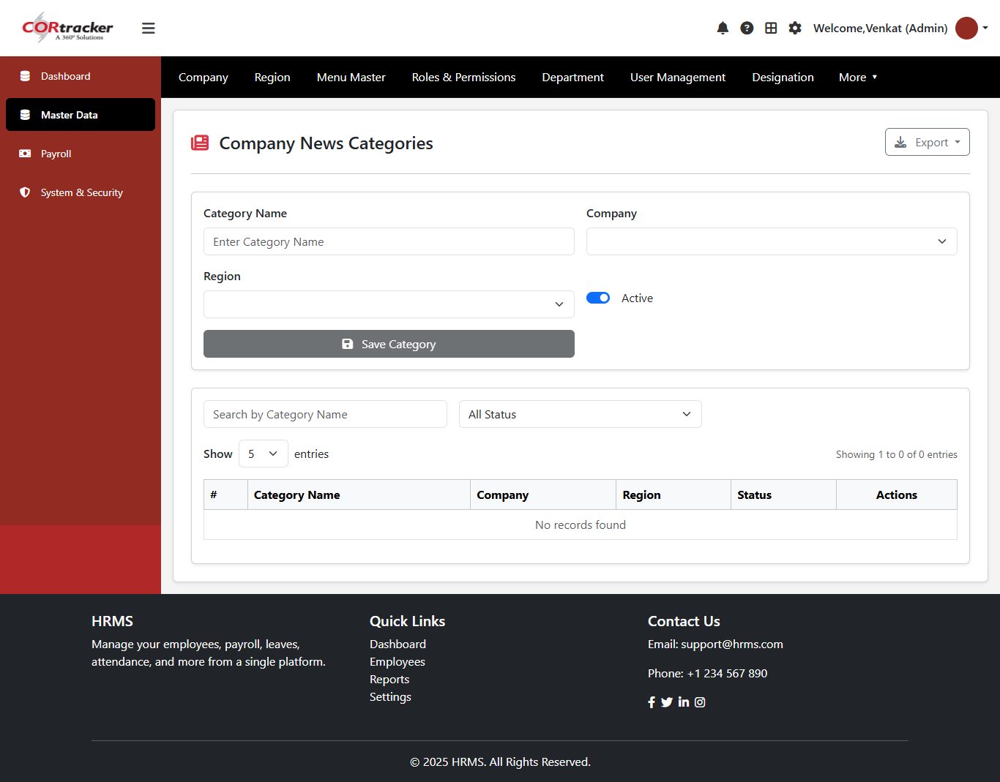 CORtracker
A 360° Solutions
Welcome,Venkat (Admin)
Dashboard
Master Data
Payroll
System & Security
Company Region Menu Master Roles & Permissions Department User Management Designation More
Company News Categories
Export
Category Name
Company
Enter Category Name
Region
Active
Save Category
Search by Category Name
All Status
Show 5 entries
Showing 1 to 0 of 0 entries
# Category Name Company Region Status Actions
No records found
HRMS
Manage your employees, payroll, leaves,
attendance, and more from a single platform.
Quick Links
Dashboard
Employees
Reports
Settings
Contact Us
Email: support@hrms.com
Phone: +1 234 567 890
© 2025 HRMS. All Rights Reserved.